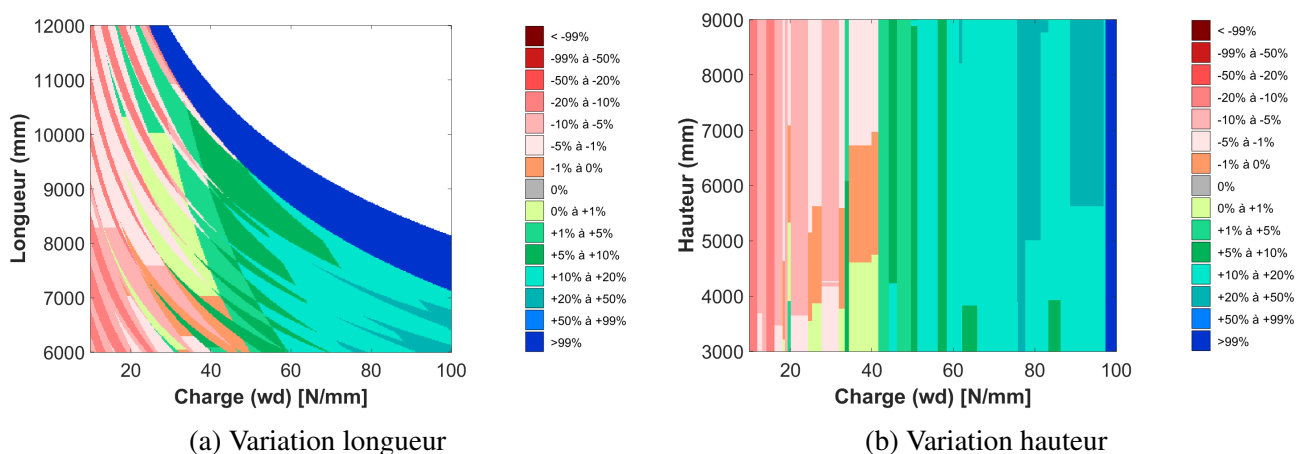 12000
11000
10000
9000
8000
7000
6000
Longueur (mm)
20 40 60 80 100
Charge (wd) [N/mm]
< -99%
-99% à -50%
-50% à -20%
-20% à -10%
-10% à -5%
-5% à -1%
-1% à 0%
0%
0% à +1%
+1% à +5%
+5% à +10%
+10% à +20%
+20% à +50%
+50% à +99%
>99%
(a) Variation longueur
9000
8000
7000
6000
5000
4000
3000
Hauteur (mm)
20 40 60 80 100
Charge (wd) [N/mm]
< -99%
-99% à -50%
-50% à -20%
-20% à -10%
-10% à -5%
-5% à -1%
-1% à 0%
0%
0% à +1%
+1% à +5%
+5% à +10%
+10% à +20%
+20% à +50%
+50% à +99%
>99%
(b) Variation hauteur